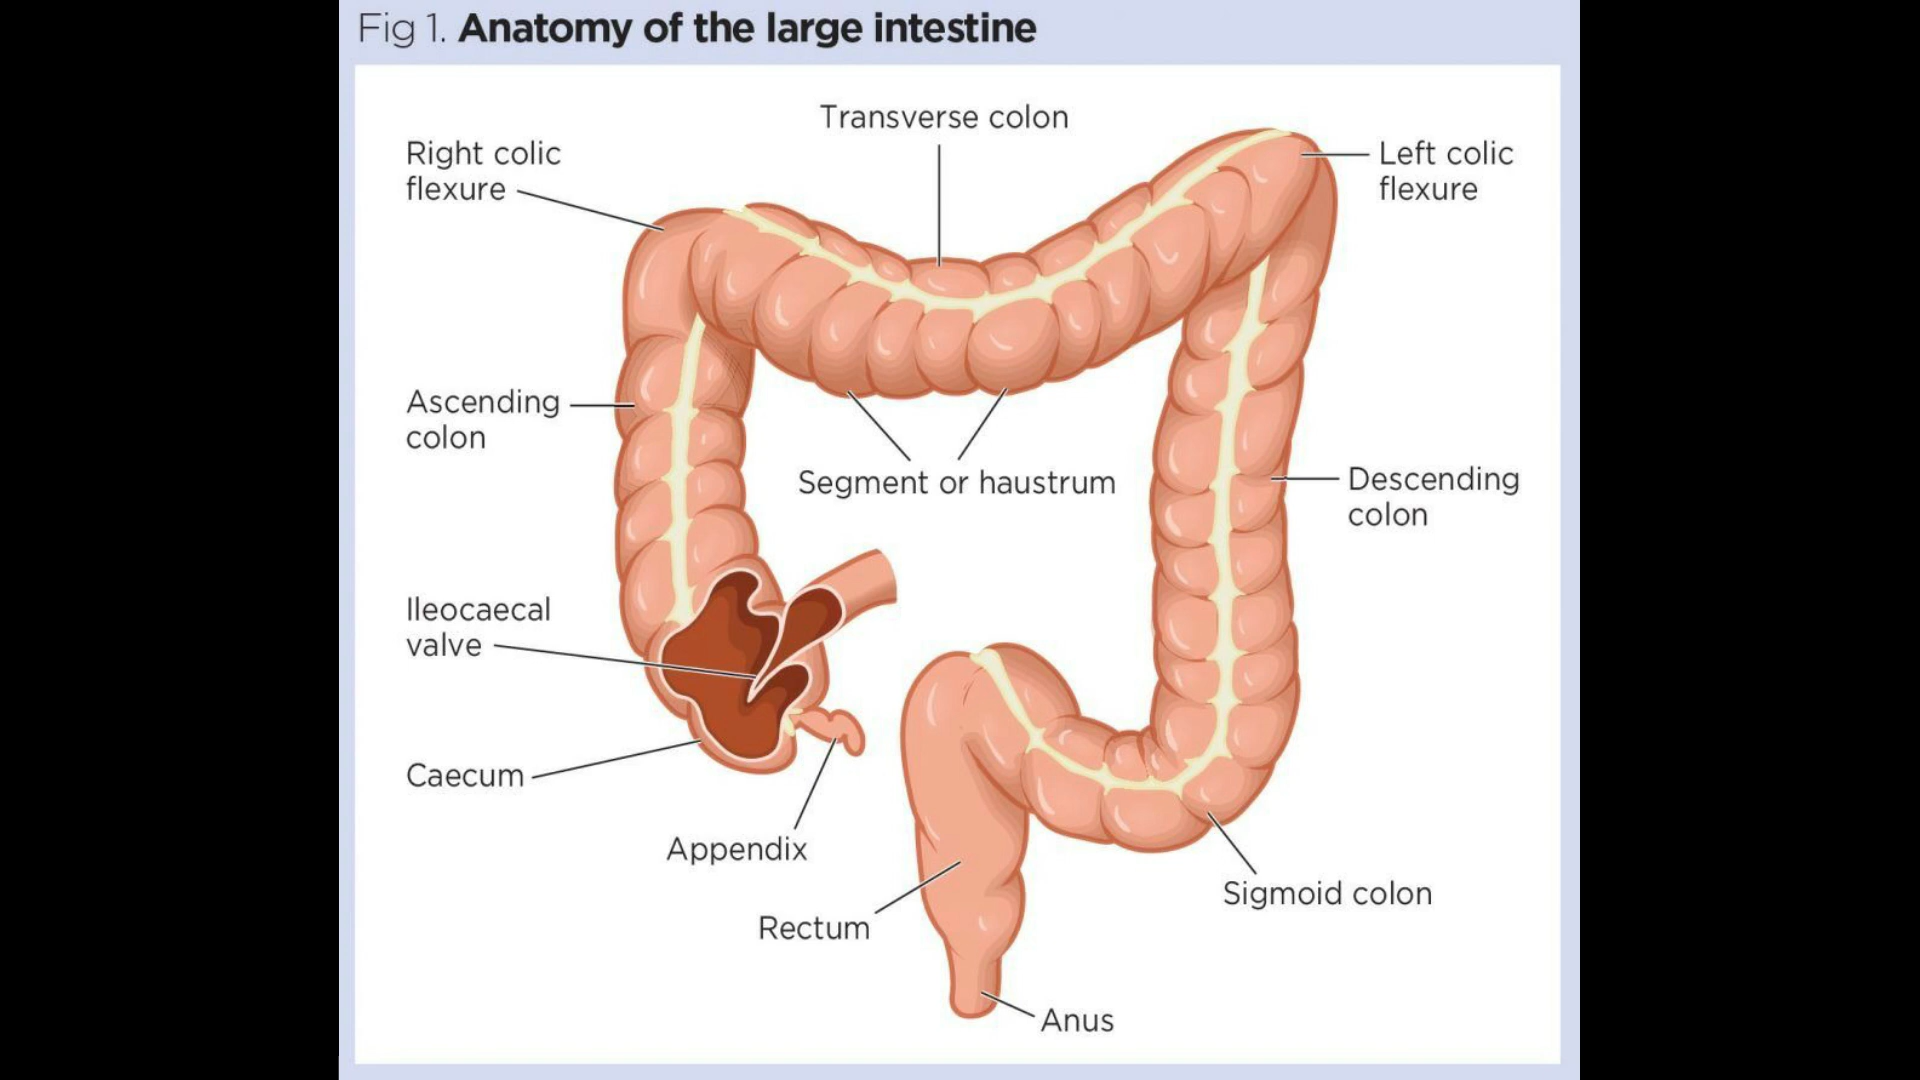 Fig 1. Anatomy of the large intestine
Transverse colon
Right colic
flexure
Left colic
flexure
Ascending
colon
Segment or haustrum
Descending
colon
Ileocaecal
valve
Caecum
Appendix
Sigmoid colon
Rectum
Anus